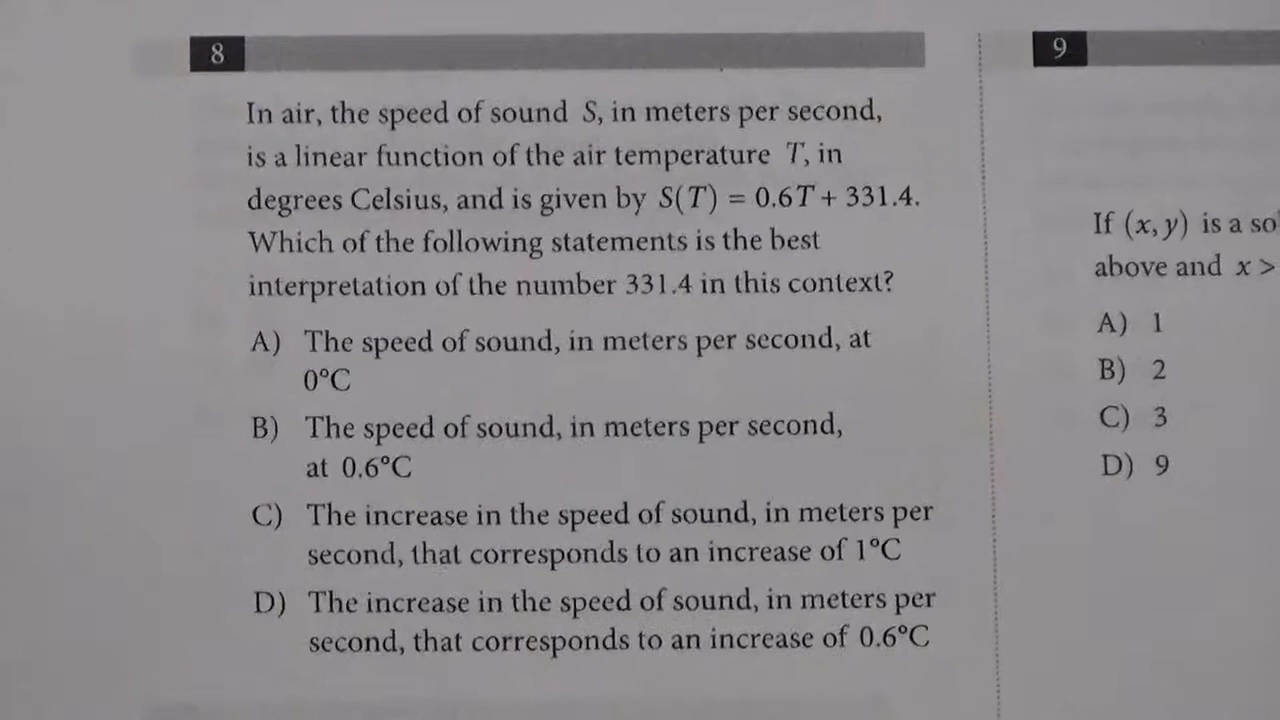 8
In air, the speed of sound S, in meters per second,
is a linear function of the air temperature T, in
degrees Celsius, and is given by S(T) = 0.6T + 331.4.
Which of the following statements is the best
interpretation of the number 331.4 in this context?
A) The speed of sound, in meters per second, at
0°C
B) The speed of sound, in meters per second,
at 0.6°C
C) The increase in the speed of sound, in meters per
second, that corresponds to an increase of 1°C
D) The increase in the speed of sound, in meters per
second, that corresponds to an increase of 0.6°C
9
If (x, y) is a so
above and x >
A) 1
B) 2
C) 3
D) 9